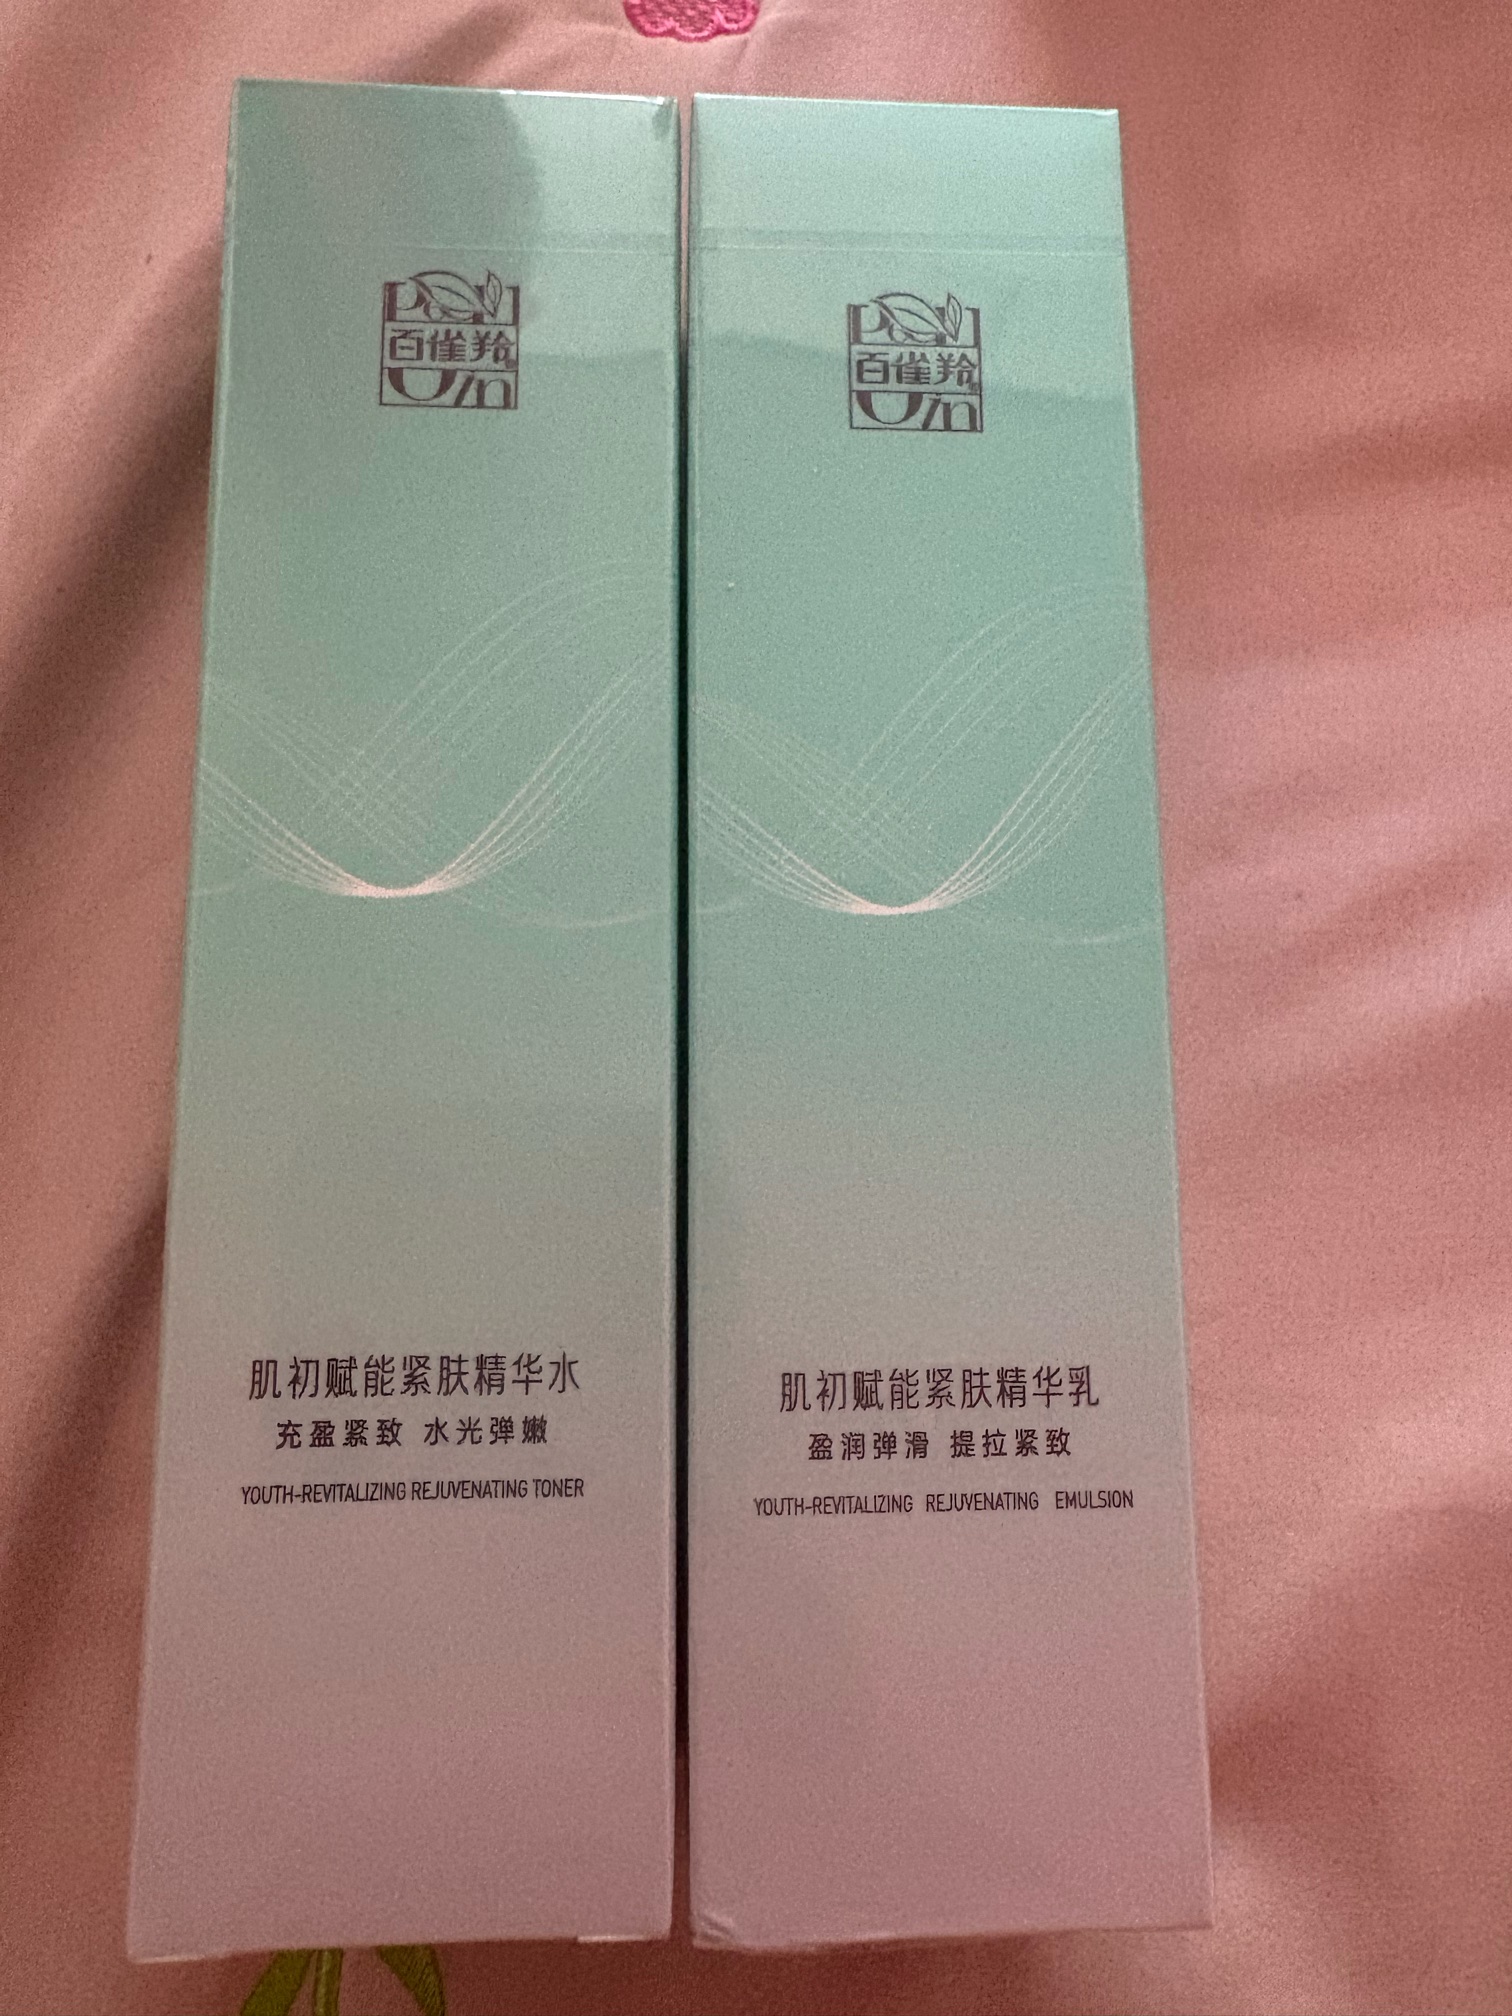 百雀羚
肌初赋能紧肤精华水
充盈紧致 水光弹嫩
YOUTH-REVITALIZING REJUVENATING TONER
百雀羚
肌初赋能紧肤精华乳
盈润弹滑 提拉紧致
YOUTH-REVITALIZING REJUVENATING EMULSION